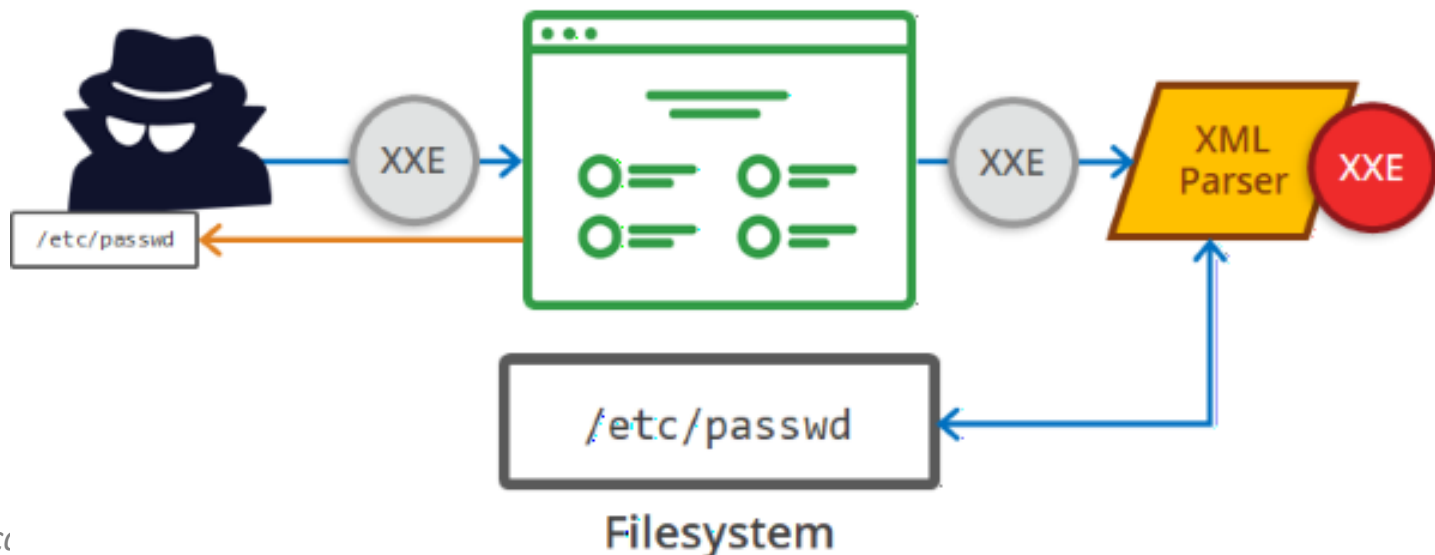 XXE
XXE
XML
Parser
XXE
/etc/passwd
/etc/passwd
Filesystem